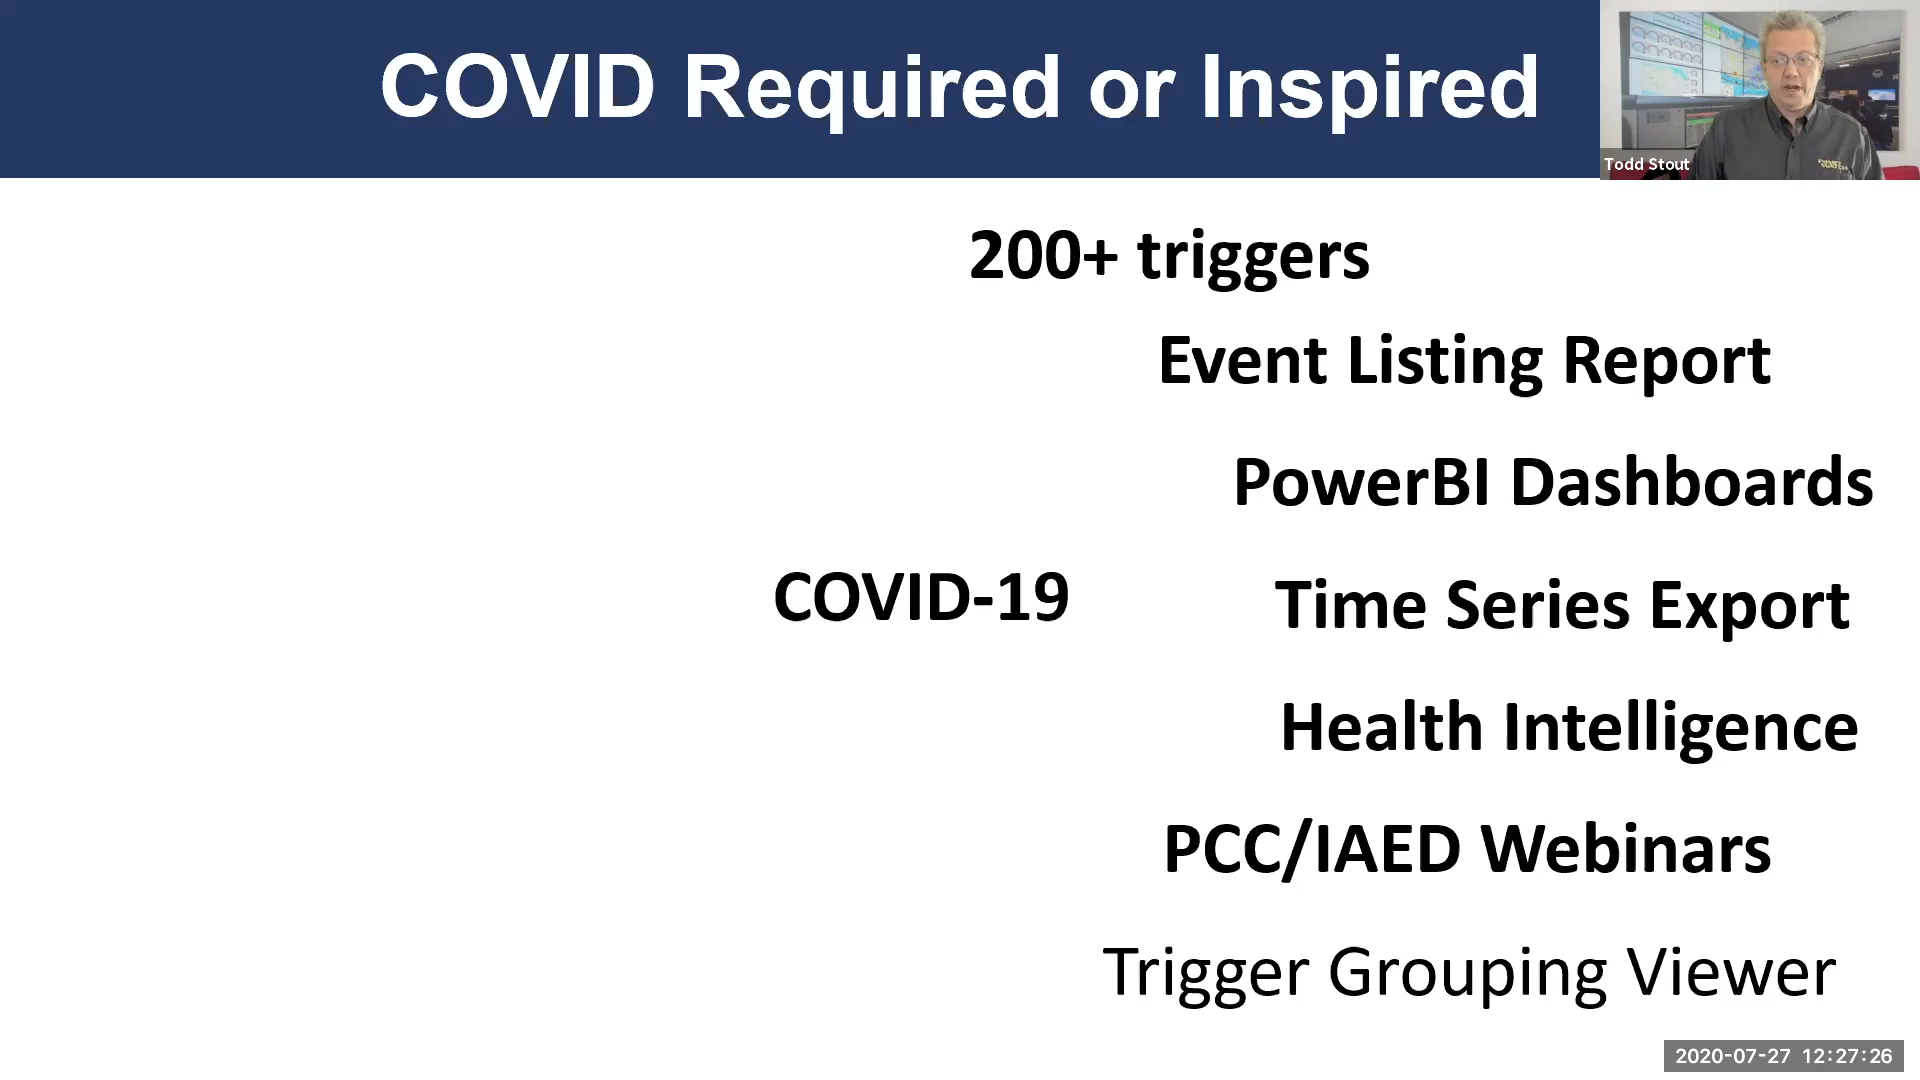 COVID Required or Inspired
Todd Stout
200+ triggers
Event Listing Report
PowerBI Dashboards
COVID-19
Time Series Export
Health Intelligence
PCC/IAED Webinars
Trigger Grouping Viewer
2020-07-27 12:27:26